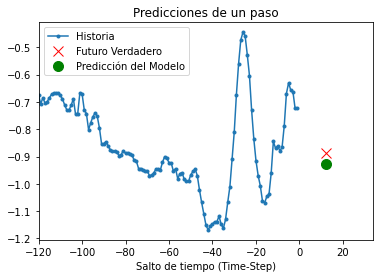 Predicciones de un paso
Historia
Futuro Verdadero
Predicción del Modelo
−0.5
−0.6
−0.7
−0.8
−0.9
−1.0
−1.1
−1.2
−120 −100 −80 −60 −40 −20 0 20
Salto de tiempo (Time-Step)